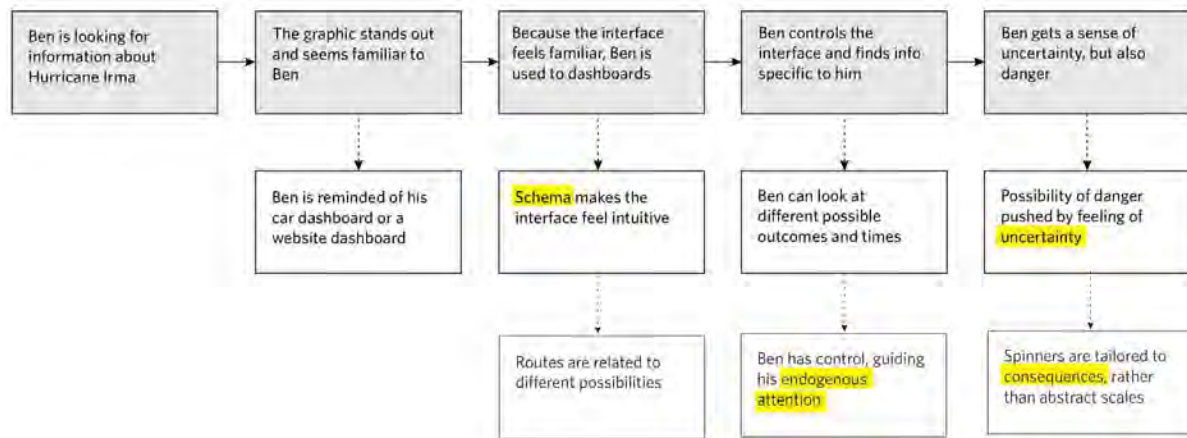 Ben is looking for
information about
Hurricane Irma
The graphic stands out
and seems familiar to
Ben
Because the interface
feels familiar, Ben is
used to dashboards
Ben controls the
interface and finds info
specific to him
Ben gets a sense of
uncertainty, but also
danger
Ben is reminded of his
car dashboard or a
website dashboard
Schema makes the
interface feel intuitive
Ben can look at
different possible
outcomes and times
Possibility of danger
pushed by feeling of
uncertainty
Routes are related to
different possibilities
Ben has control, guiding
his endogenous
attention
Spinners are tailored to
consequences, rather
than abstract scales